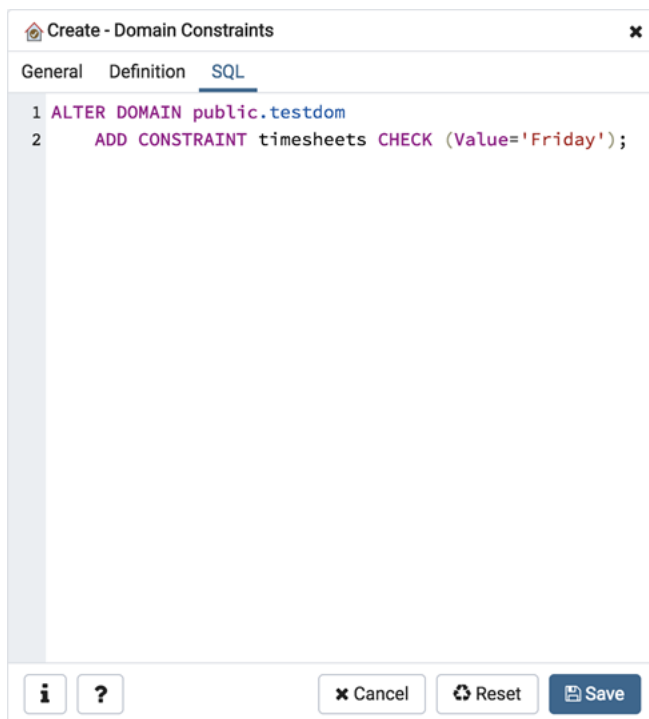 Create - Domain Constraints
General Definition SQL
1 ALTER DOMAIN public.testdom
2 ADD CONSTRAINT timesheets CHECK (Value='Friday');
i ? Cancel Reset Save